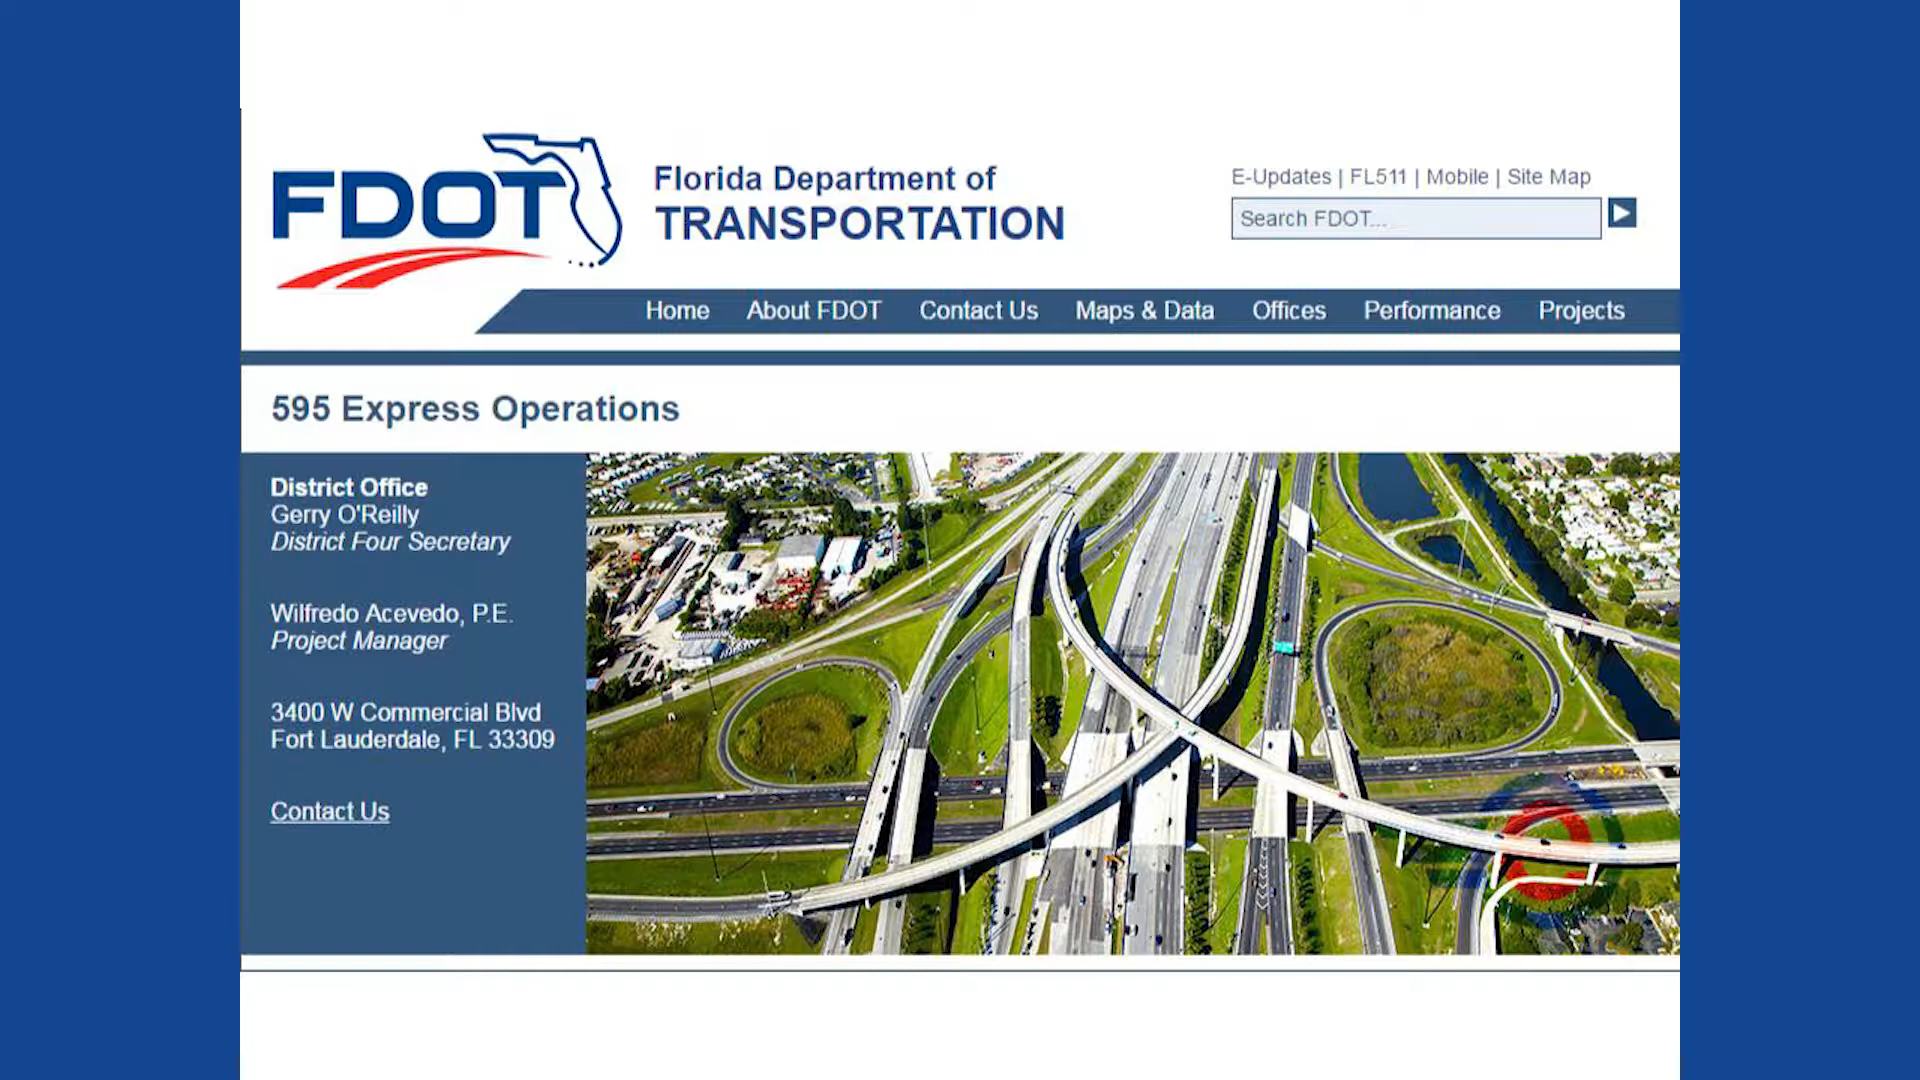 FDOT
Florida Department of
TRANSPORTATION
E-Updates | FL511 | Mobile | Site Map
Search FDOT...
Home About FDOT Contact Us Maps & Data Offices Performance Projects
595 Express Operations
District Office
Gerry O'Reilly
District Four Secretary
Wilfredo Acevedo, P.E.
Project Manager
3400 W Commercial Blvd
Fort Lauderdale, FL 33309
Contact Us